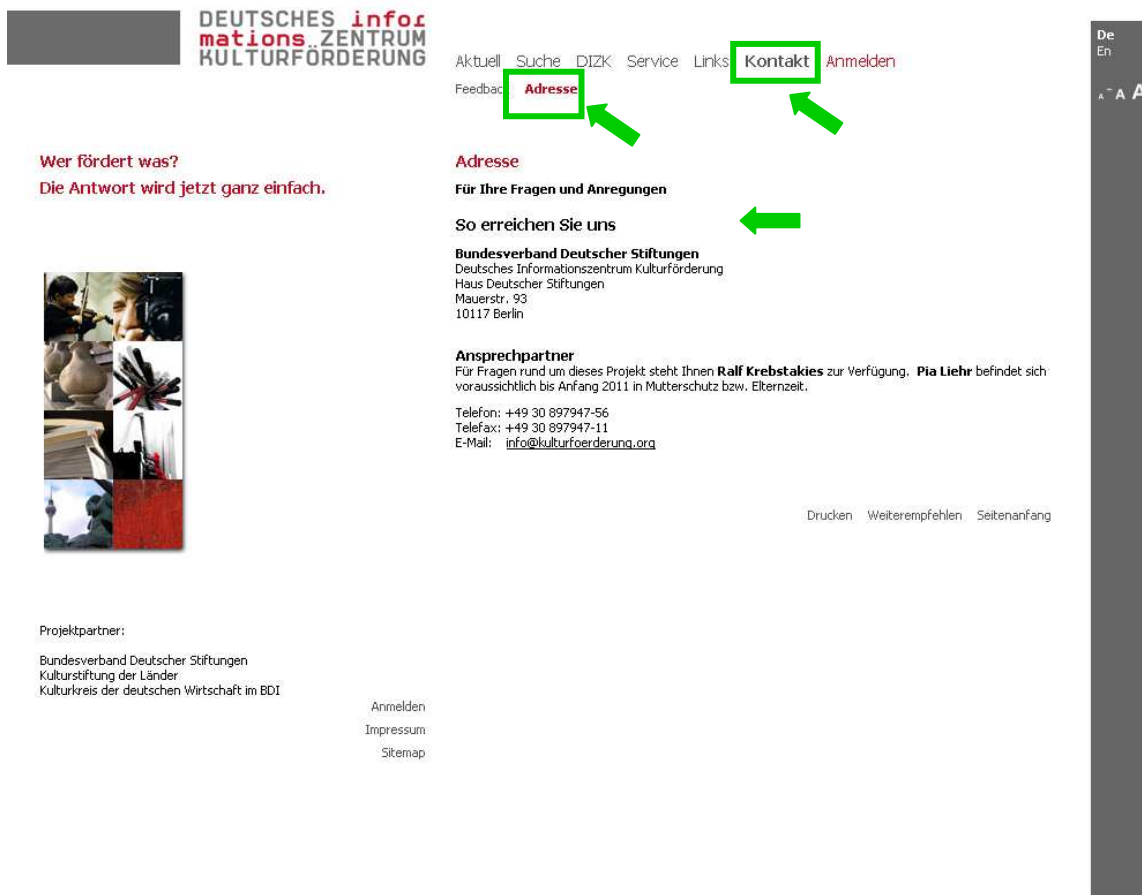 DEUTSCHES infor
mations ZENTRUM
KULTURFÖRDERUNG
Aktuell Suche DIZK Service Links Kontakt Anmelden
Feedbac Adresse
De
En
A A A
Wer fördert was?
Die Antwort wird jetzt ganz einfach.
Adresse
Für Ihre Fragen und Anregungen
So erreichen Sie uns
Bundesverband Deutscher Stiftungen
Deutsches Informationszentrum Kulturförderung
Haus Deutscher Stiftungen
Mauerstr. 93
10117 Berlin
Ansprechpartner
Für Fragen rund um dieses Projekt steht Ihnen Ralf Krebstakies zur Verfügung. Pia Liehr befindet sich
voraussichtlich bis Anfang 2011 in Mutterschutz bzw. Elternzeit.
Telefon: +49 30 897947-56
Telefax: +49 30 897947-11
E-Mail: info@kulturfoerderung.org
Drucken Weiterempfehlen Seitenanfang
Projektpartner:
Bundesverband Deutscher Stiftungen
Kulturstiftung der Länder
Kulturkreis der deutschen Wirtschaft im BDI
Anmelden
Impressum
Sitemap